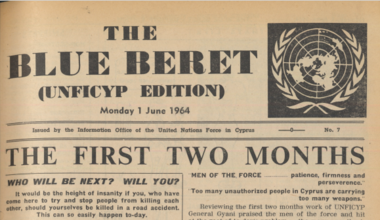 THE
BLUE BERET
(UNFICYP EDITION)
Monday 1 June 1964
Issued by the Information Office of the United Nations Force in Cyprus —0— No. 7
THE FIRST TWO MONTHS
WHO WILL BE NEXT? WILL YOU?
It would be the height of insanity if you, who have
come here to try and stop people from killing each
other, should yourselves be killed in a road accident.
This can so easily happen to-day.
MEN OF THE FORCE patience, firmness and
perseverance.
'Too many unauthorized people in Cyprus are carrying
too many weapons.
Reviewing the first two months work of UNFICYP
General Gyani praised the men of the force and hit